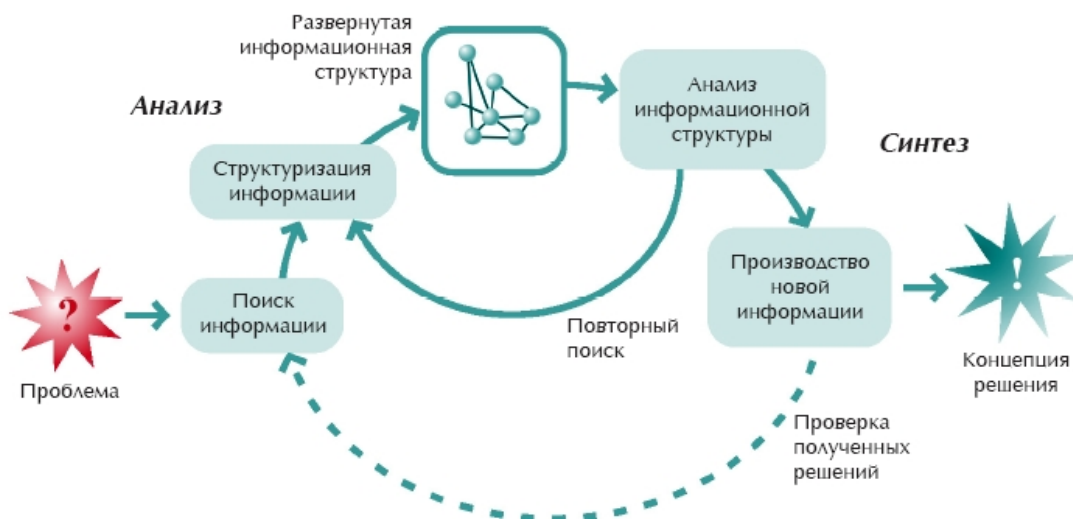 Развернутая
информационная
структура
Анализ
Анализ
информационной
структуры
Синтез
Структуризация
информации
?
Поиск
информации
Производство
новой
информации
!
Повторный
поиск
Проблема
Концепция
решения
Проверка
полученных
решений